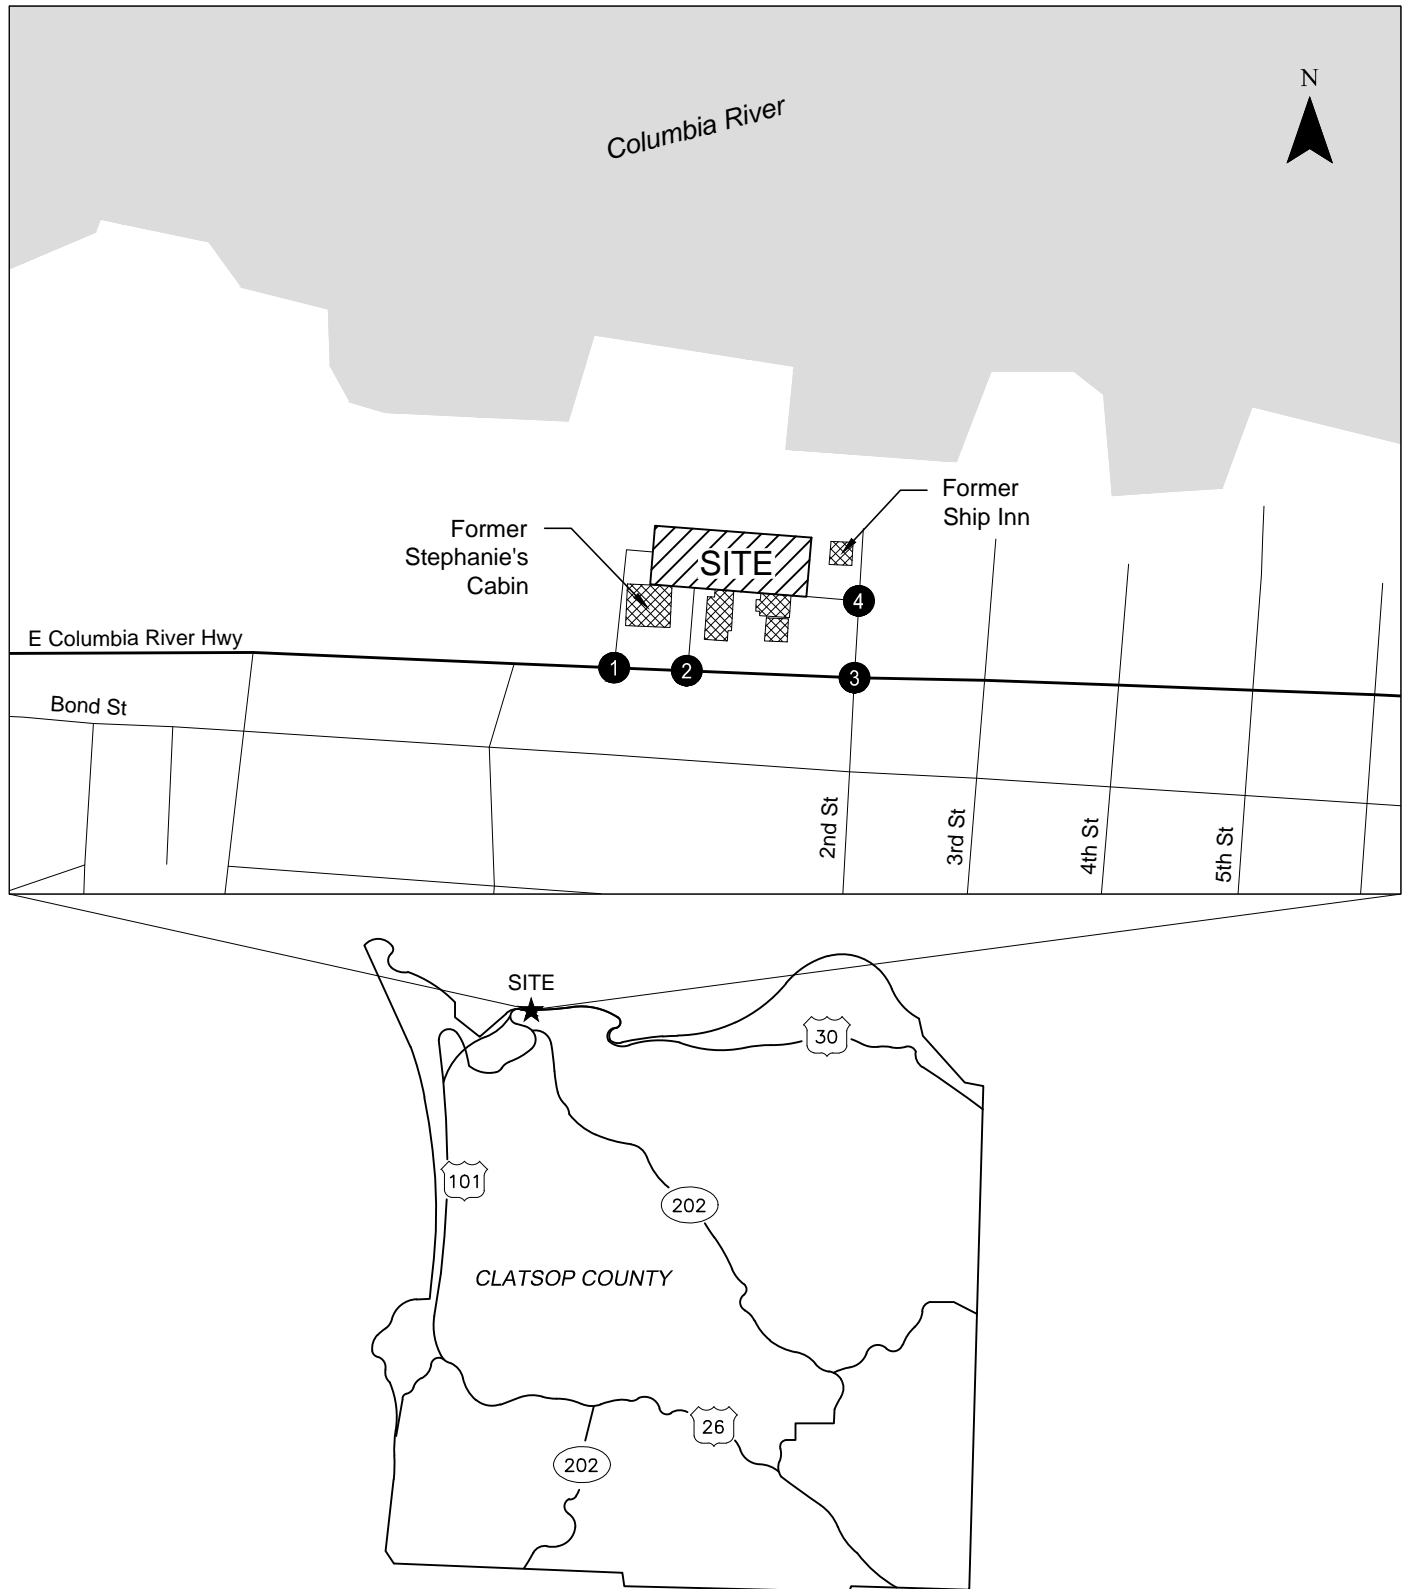 Columbia River
N
Former
Ship Inn
Former
Stephanie's
Cabin
SITE
4
E Columbia River Hwy
1
2
3
Bond St
2nd St
3rd St
4th St
5th St
SITE
30
101
202
CLATSOP COUNTY
26
202